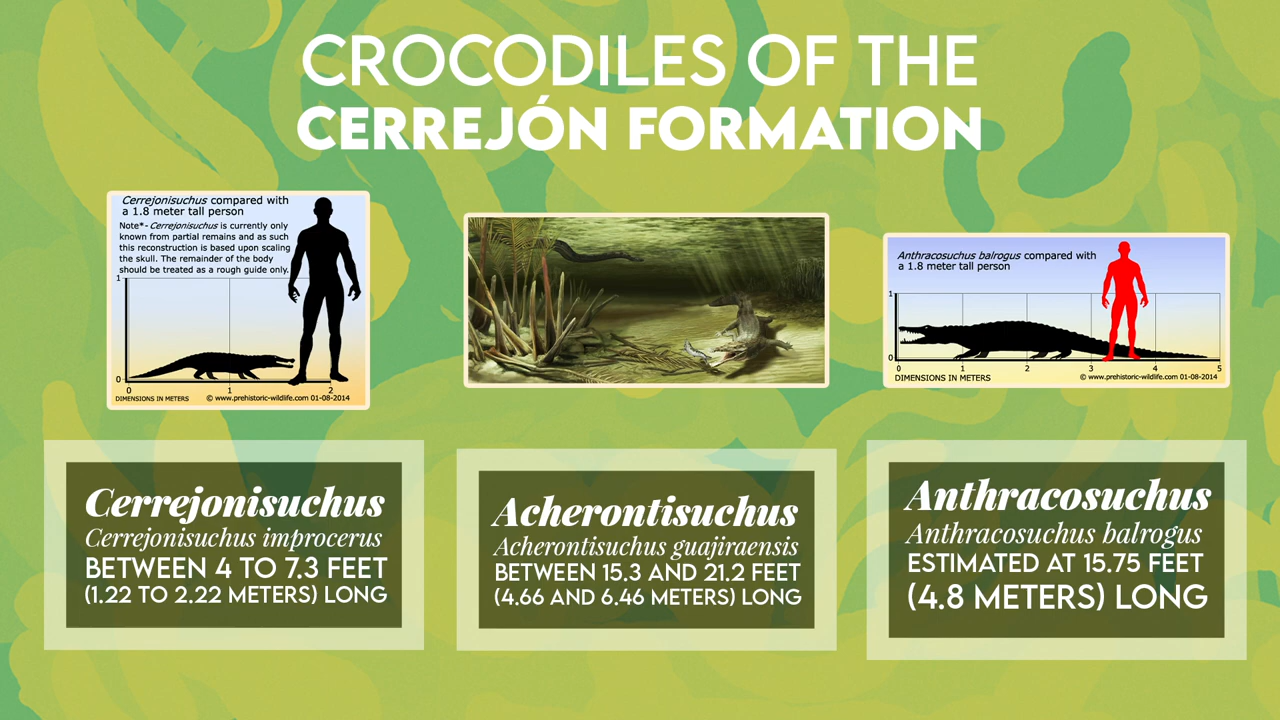 CROCODILES OF THE
CERREJÓN FORMATION
Cerrejonisuchus compared with
a 1.8 meter tall person
Note*- Cerrejonisuchus is currently only
known from partial remains and as such
this reconstruction is based upon scaling
the skull. The remainder of the body
should be treated as a rough guide only.
1
0
0 1 2
DIMENSIONS IN METERS © www.prehistoric-wildlife.com 01-08-2014
Anthracosuchus balrogus compared with
a 1.8 meter tall person
1
0
0 1 2 3 4 5
DIMENSIONS IN METERS © www.prehistoric-wildlife.com 01-08-2014
Cerrejonisuchus
Cerrejonisuchus improcerus
BETWEEN 4 TO 7.3 FEET
(1.22 TO 2.22 METERS) LONG
Acherontisuchus
Acherontisuchus guajiraensis
BETWEEN 15.3 AND 21.2 FEET
(4.66 AND 6.46 METERS) LONG
Anthracosuchus
Anthracosuchus balrogus
ESTIMATED AT 15.75 FEET
(4.8 METERS) LONG